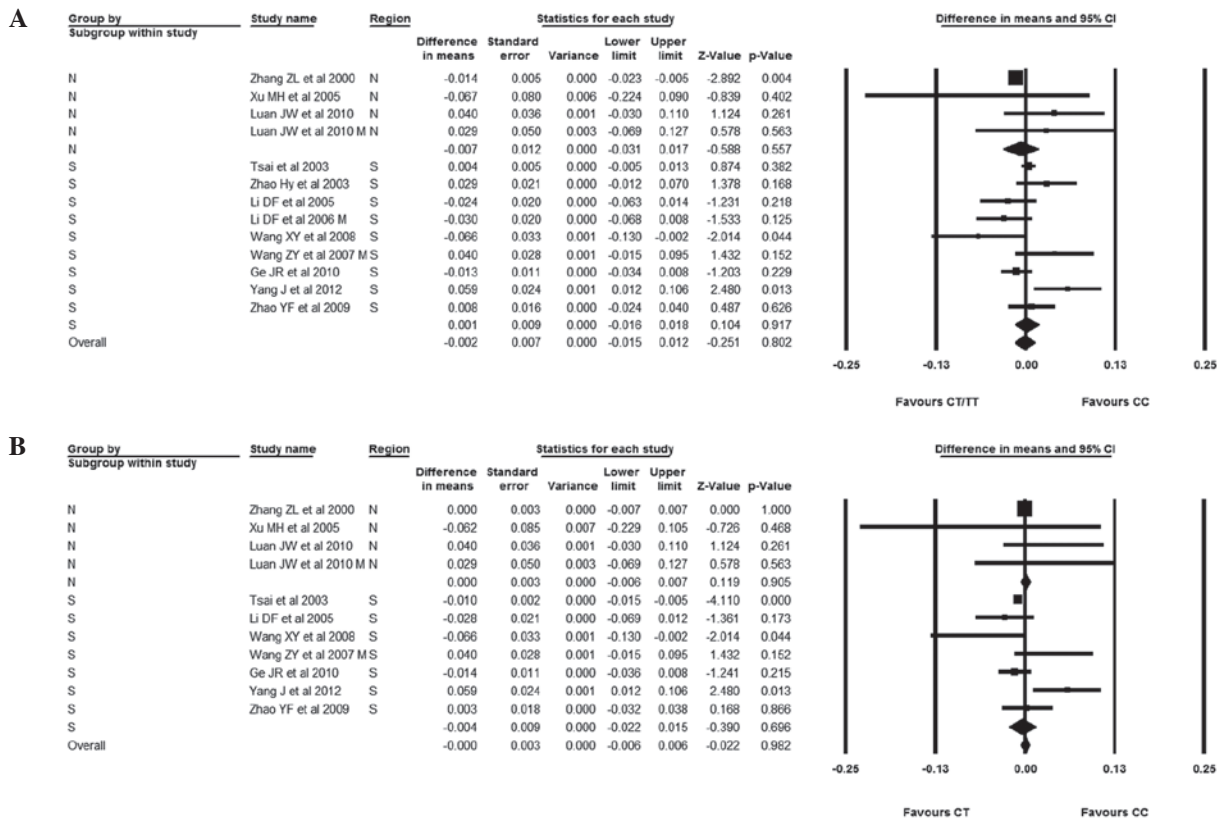 A
Group by Study name Region Statistics for each study Difference in means and 95% CI
Subgroup within study
Difference Standard Lower Upper
in means error Variance limit limit Z-Value p-Value
N Zhang ZL et al 2000 N -0.014 0.005 0.000 -0.023 -0.005 -2.892 0.004
N Xu MH et al 2005 N -0.067 0.080 0.006 -0.224 0.090 -0.839 0.402
N Luan JW et al 2010 N 0.040 0.036 0.001 -0.030 0.110 1.124 0.261
N Luan JW et al 2010 M N 0.029 0.050 0.003 -0.069 0.127 0.578 0.563
N -0.007 0.012 0.000 -0.031 0.017 -0.588 0.557
S Tsai et al 2003 S 0.004 0.005 0.000 -0.005 0.013 0.874 0.382
S Zhao Hy et al 2003 S 0.029 0.021 0.000 -0.012 0.070 1.378 0.168
S Li DF et al 2005 S -0.024 0.020 0.000 -0.063 0.014 -1.231 0.218
S Li DF et al 2006 M S -0.030 0.020 0.000 -0.068 0.008 -1.533 0.125
S Wang XY et al 2008 S -0.066 0.033 0.001 -0.130 -0.002 -2.014 0.044
S Wang ZY et al 2007 M S 0.040 0.028 0.001 -0.015 0.095 1.432 0.152
S Ge JR et al 2010 S -0.013 0.011 0.000 -0.034 0.008 -1.203 0.229
S Yang J et al 2012 S 0.059 0.024 0.001 0.012 0.106 2.480 0.013
S Zhao YF et al 2009 S 0.008 0.016 0.000 -0.024 0.040 0.487 0.626
S 0.001 0.009 0.000 -0.016 0.018 0.104 0.917
Overall -0.002 0.007 0.000 -0.015 0.012 -0.251 0.802
-0.25 -0.13 0.00 0.13 0.25
Favours CT/TT Favours CC
B
Group by Study name Region Statistics for each study Difference in means and 95% CI
Subgroup within study
Difference Standard Lower Upper
in means error Variance limit limit Z-Value p-Value
N Zhang ZL et al 2000 N 0.000 0.003 0.000 -0.007 0.007 0.000 1.000
N Xu MH et al 2005 N -0.062 0.085 0.007 -0.229 0.105 -0.726 0.468
N Luan JW et al 2010 N 0.040 0.036 0.001 -0.030 0.110 1.124 0.261
N Luan JW et al 2010 M N 0.029 0.050 0.003 -0.069 0.127 0.578 0.563
N 0.000 0.003 0.000 -0.006 0.007 0.119 0.905
S Tsai et al 2003 S -0.010 0.002 0.000 -0.015 -0.005 -4.110 0.000
S Li DF et al 2005 S -0.028 0.021 0.000 -0.069 0.012 -1.361 0.173
S Wang XY et al 2008 S -0.066 0.033 0.001 -0.130 -0.002 -2.014 0.044
S Wang ZY et al 2007 M S 0.040 0.028 0.001 -0.015 0.095 1.432 0.152
S Ge JR et al 2010 S -0.014 0.011 0.000 -0.036 0.008 -1.241 0.215
S Yang J et al 2012 S 0.059 0.024 0.001 0.012 0.106 2.480 0.013
S Zhao YF et al 2009 S 0.003 0.018 0.000 -0.032 0.038 0.168 0.866
S -0.004 0.009 0.000 -0.022 0.015 -0.390 0.696
Overall -0.000 0.003 0.000 -0.006 0.006 -0.022 0.982
-0.25 -0.13 0.00 0.13 0.25
Favours CT Favours CC